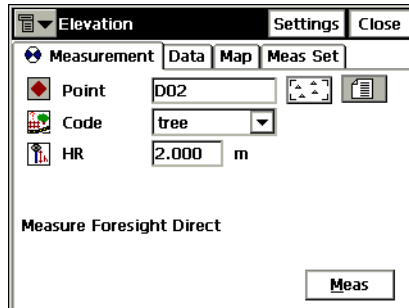 Elevation Settings Close
Measurement Data Map Meas Set
Point D02
Code tree
HR 2.000 m
Measure Foresight Direct
Meas